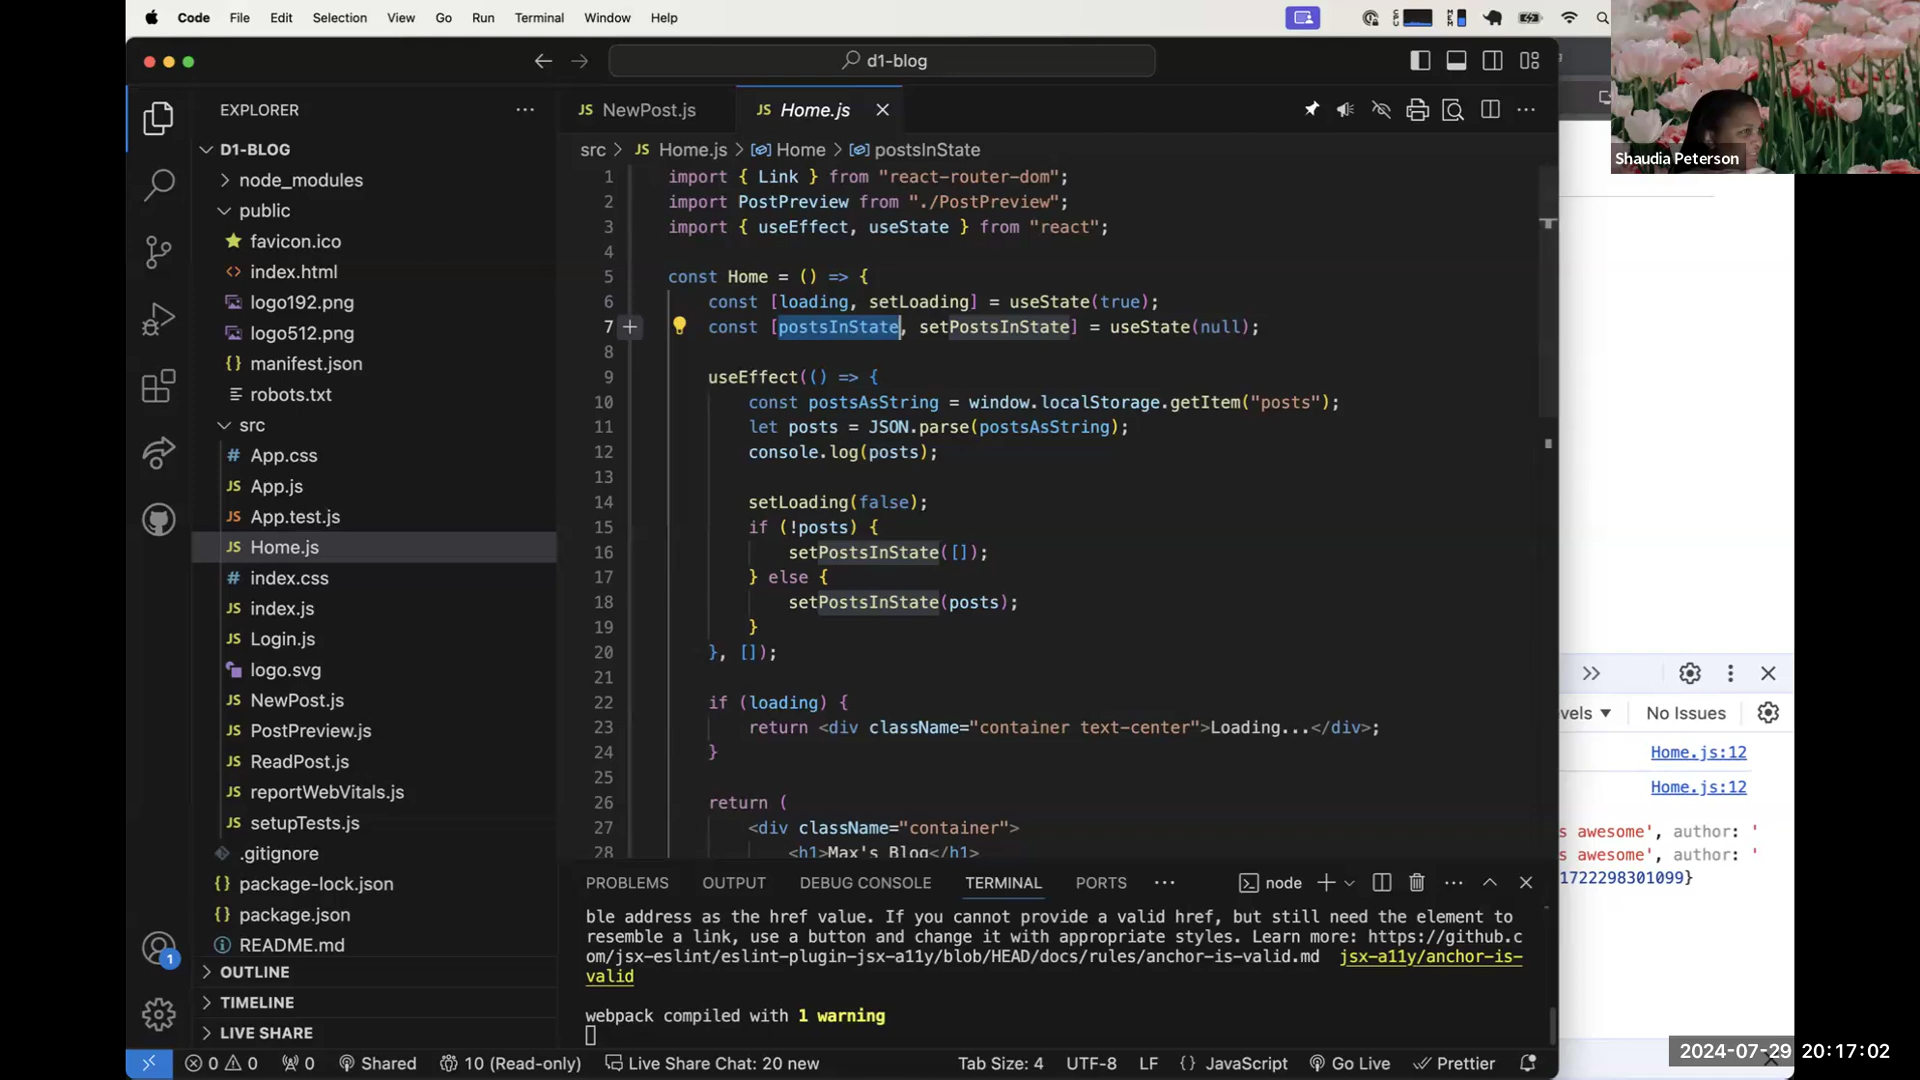 Code File Edit Selection View Go Run Terminal Window Help
d1-blog
EXPLORER
D1-BLOG
node_modules
public
favicon.ico
index.html
logo192.png
logo512.png
manifest.json
robots.txt
src
App.css
App.js
App.test.js
Home.js
index.css
index.js
Login.js
logo.svg
NewPost.js
PostPreview.js
ReadPost.js
reportWebVitals.js
setupTests.js
.gitignore
package-lock.json
package.json
README.md
OUTLINE
TIMELINE
LIVE SHARE
NewPost.js
Home.js
src > JS Home.js > Home > postsInState
1 import { Link } from "react-router-dom";
2 import PostPreview from "./PostPreview";
3 import { useEffect, useState } from "react";
4
5 const Home = () => {
6 const [loading, setLoading] = useState(true);
7 const [postsInState, setPostsInState] = useState(null);
8
9 useEffect(() => {
10 const postsAsString = window.localStorage.getItem("posts");
11 let posts = JSON.parse(postsAsString);
12 console.log(posts);
13
14 setLoading(false);
15 if (!posts) {
16 setPostsInState([]);
17 } else {
18 setPostsInState(posts);
19 }
20 }, []);
21
22 if (loading) {
23 return <div className="container text-center">Loading...</div>;
24 }
25
26 return (
27 <div className="container">
28 <h1>Max's Blog</h1>
PROBLEMS OUTPUT DEBUG CONSOLE TERMINAL PORTS
node
ble address as the href value. If you cannot provide a valid href, but still need the element to
resemble a link, use a button and change it with appropriate styles. Learn more: https://github.c
om/jsx-eslint/eslint-plugin-jsx-a11y/blob/HEAD/docs/rules/anchor-is-valid.md jsx-a11y/anchor-is-
valid
webpack compiled with 1 warning
0 0 0 Shared 10 (Read-only) Live Share Chat: 20 new Tab Size: 4 UTF-8 LF {} JavaScript Go Live Prettier
1
Shaudia Peterson
vels ▼ No Issues
Home.js:12
Home.js:12
s awesome', author: '
s awesome', author: '
1722298301099}
2024-07-29 20:17:02